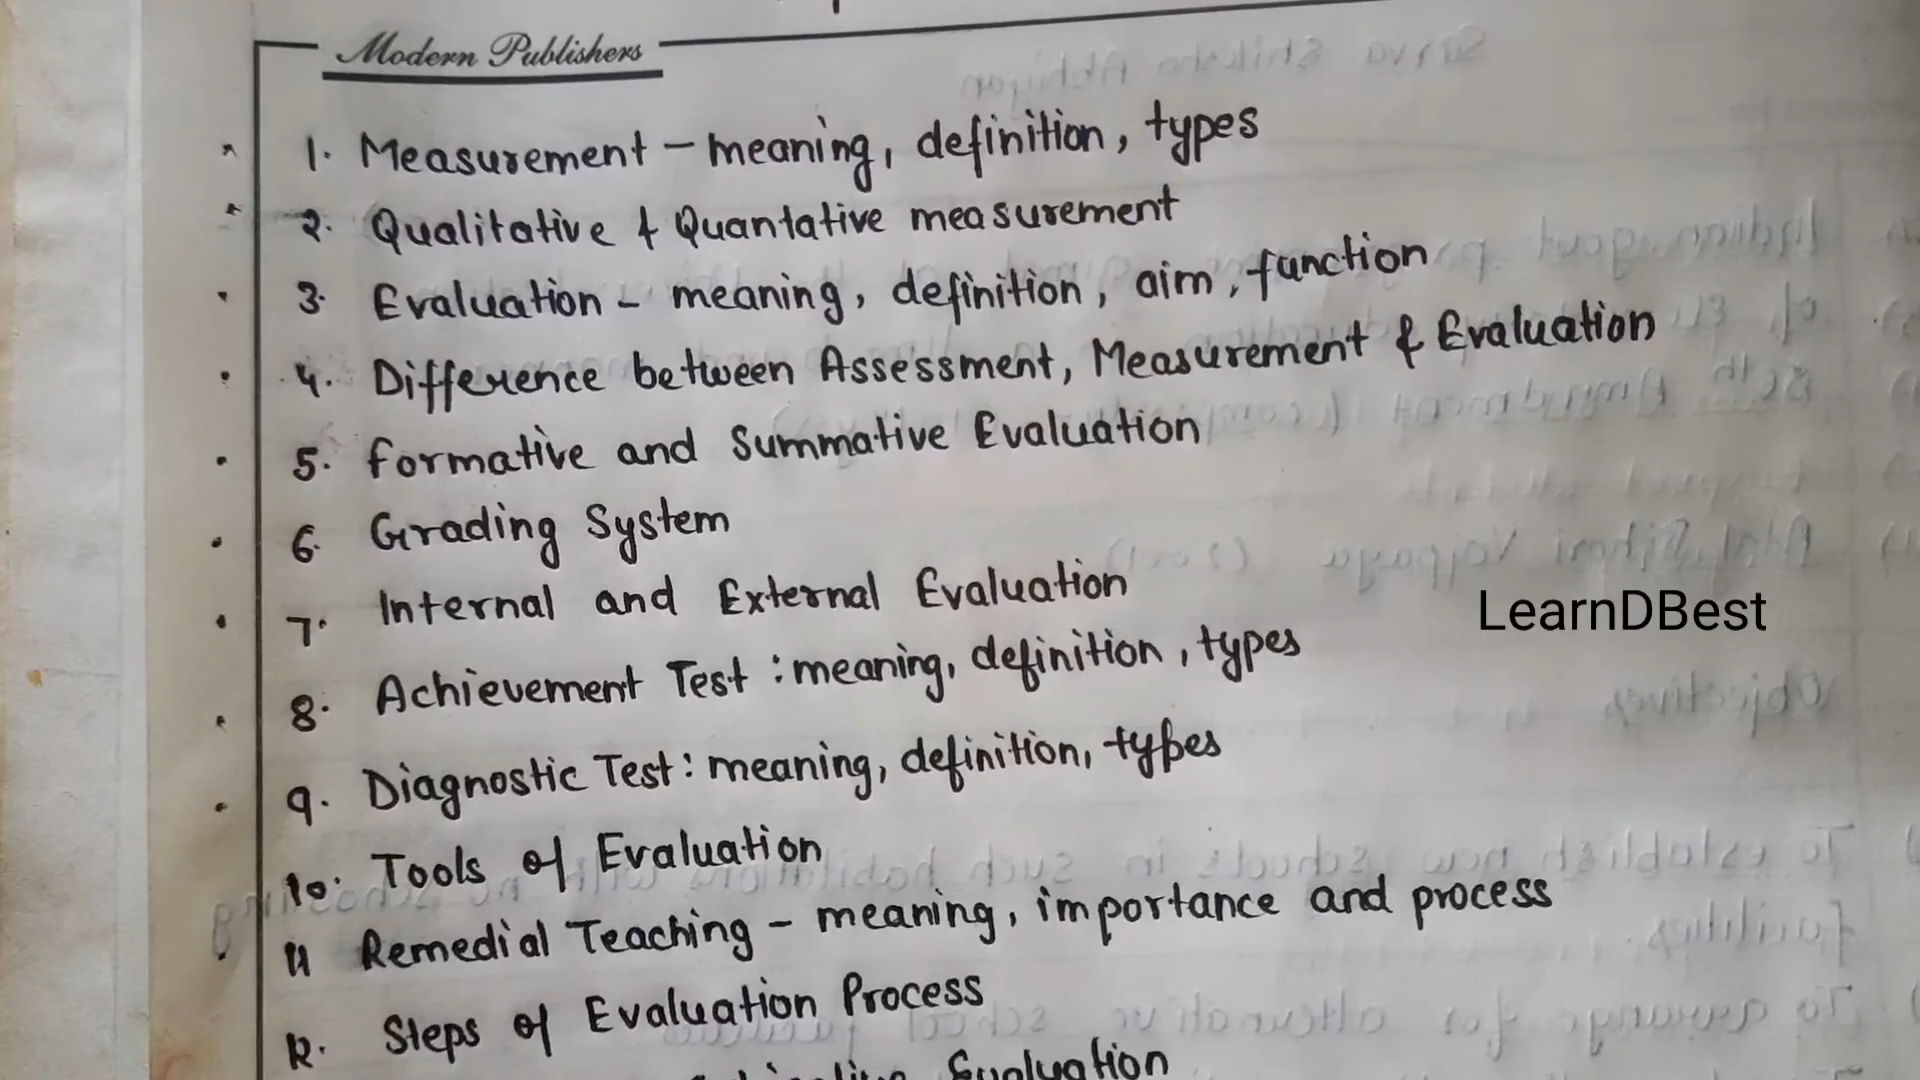 Modern Publishers
1. Measurement – meaning, definition, types
2. Qualitative & Quantative measurement
3. Evaluation – meaning, definition, aim, function
4. Difference between Assessment, Measurement & Evaluation
5. Formative and Summative Evaluation
6. Grading System
7. Internal and External Evaluation
LearnDBest
8. Achievement Test : meaning, definition, types
9. Diagnostic Test : meaning, definition, types
10. Tools of Evaluation
11 Remedial Teaching – meaning, importance and process
12. Steps of Evaluation Process
Evaluation